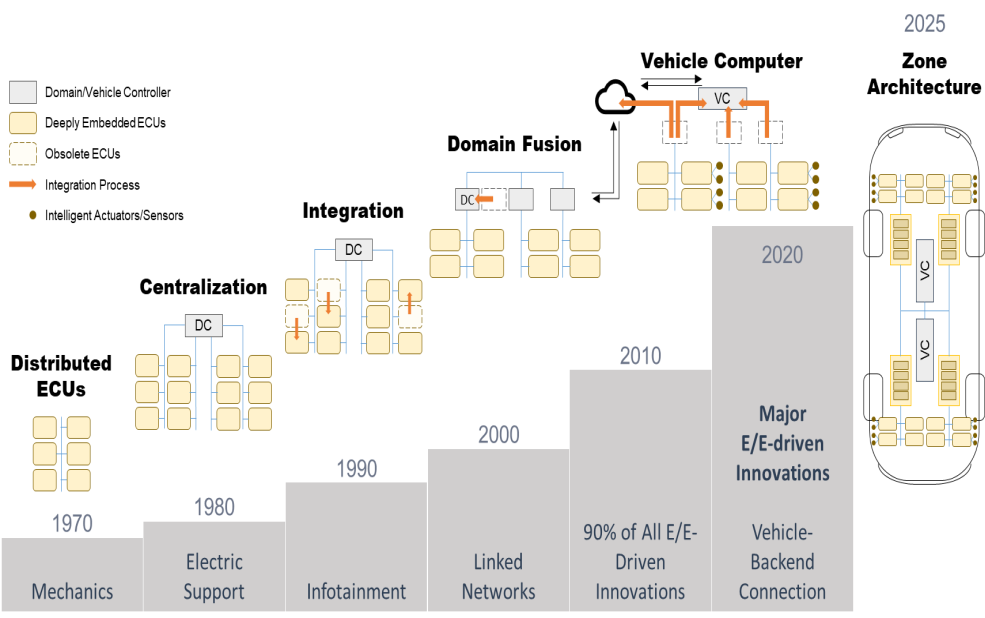 Domain/Vehicle Controller
Deeply Embedded ECUs
Obsolete ECUs
Integration Process
Intelligent Actuators/Sensors
Distributed
ECUs
1970
Mechanics
Centralization
DC
1980
Electric
Support
Integration
DC
1990
Infotainment
Domain Fusion
DC
2000
Linked
Networks
2010
90% of All E/E-
Driven
Innovations
Vehicle Computer
VC
2020
Major
E/E-driven
Innovations
Vehicle-
Backend
Connection
2025
Zone
Architecture
VC
VC